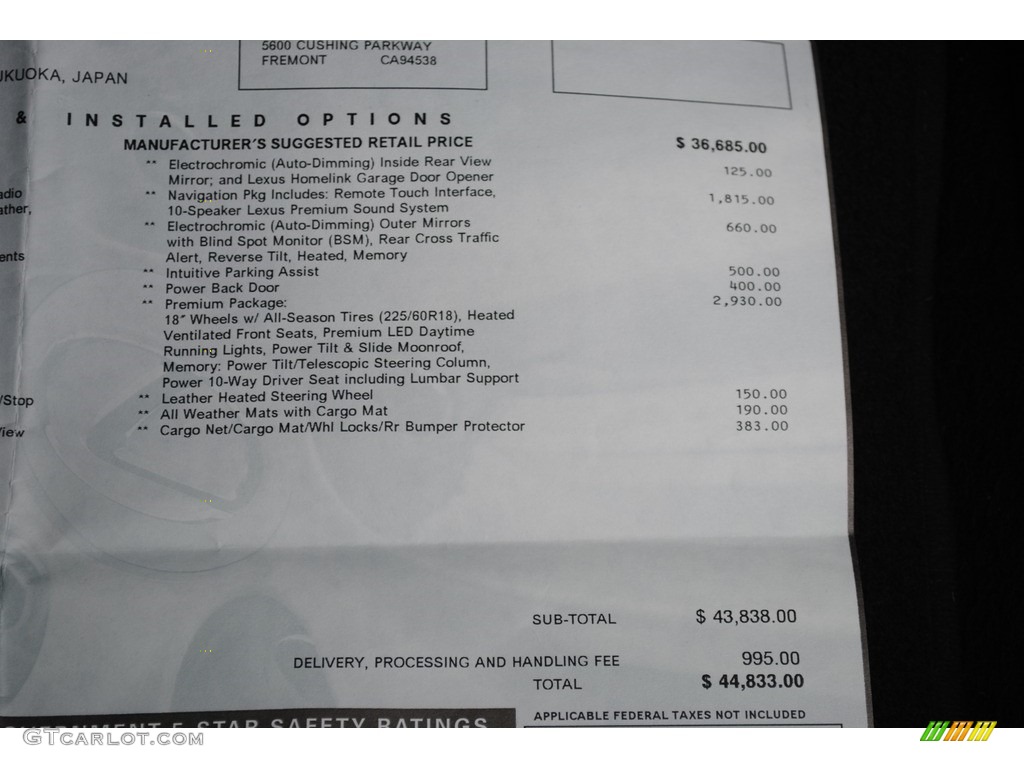 5600 CUSHING PARKWAY
FREMONT CA94538
JAPAN
& INSTALLED OPTIONS
MANUFACTURER'S SUGGESTED RETAIL PRICE $ 36,685.00
** Electrochromic (Auto-Dimming) Inside Rear View
Mirror; and Lexus Homelink Garage Door Opener 125.00
** Navigation Pkg Includes: Remote Touch Interface,
10-Speaker Lexus Premium Sound System 1,815.00
** Electrochromic (Auto-Dimming) Outer Mirrors
with Blind Spot Monitor (BSM), Rear Cross Traffic 660.00
Alert, Reverse Tilt, Heated, Memory
** Intuitive Parking Assist 500.00
** Power Back Door 400.00
** Premium Package: 2,930.00
18" Wheels w/ All-Season Tires (225/60R18), Heated
Ventilated Front Seats, Premium LED Daytime
Running Lights, Power Tilt & Slide Moonroof,
Memory: Power Tilt/Telescopic Steering Column,
Power 10-Way Driver Seat including Lumbar Support
** Leather Heated Steering Wheel 150.00
** All Weather Mats with Cargo Mat 190.00
** Cargo Net/Cargo Mat/Whl Locks/Rr Bumper Protector 383.00
/Stop
SUB-TOTAL $ 43,838.00
DELIVERY, PROCESSING AND HANDLING FEE 995.00
TOTAL $ 44,833.00
5-STAR SAFETY RATINGS
APPLICABLE FEDERAL TAXES NOT INCLUDED
GTCARLOT.COM